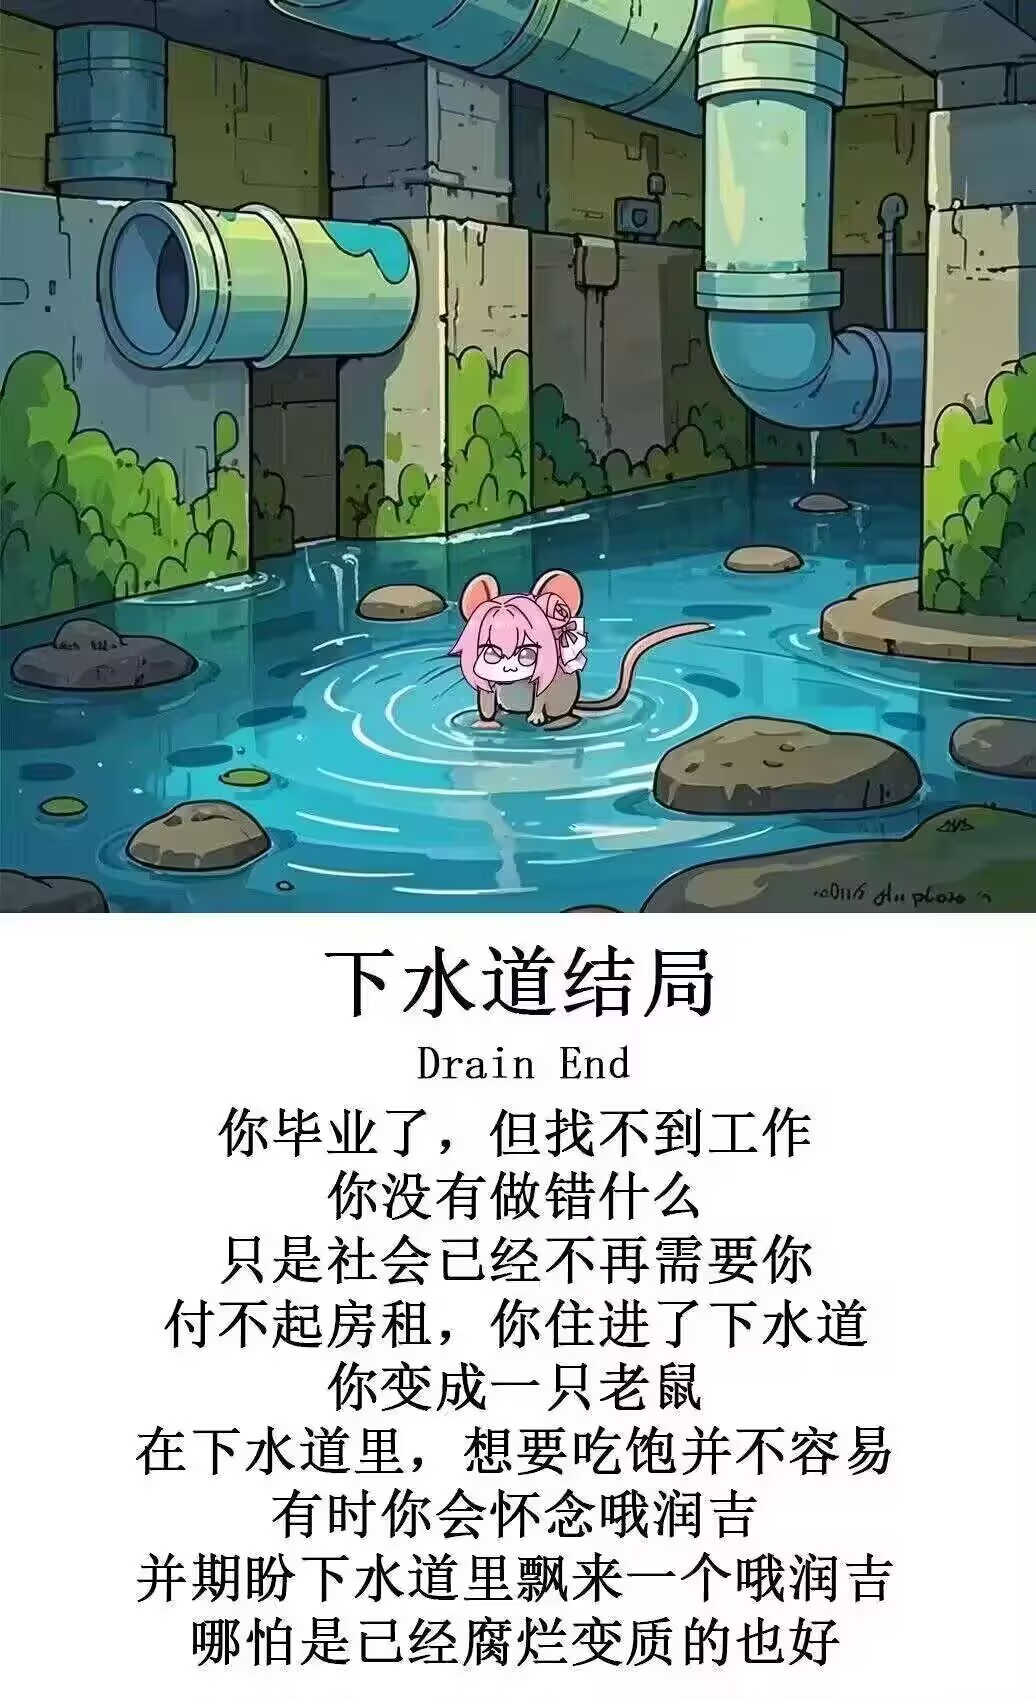 下水道结局
Drain End
你毕业了，但找不到工作
你没有做错什么
只是社会已经不再需要你
付不起房租，你住进了下水道
你变成一只老鼠
在下水道里，想要吃饱并不容易
有时你会怀念哦润吉
并期盼下水道里飘来一个哦润吉
哪怕是已经腐烂变质的也好